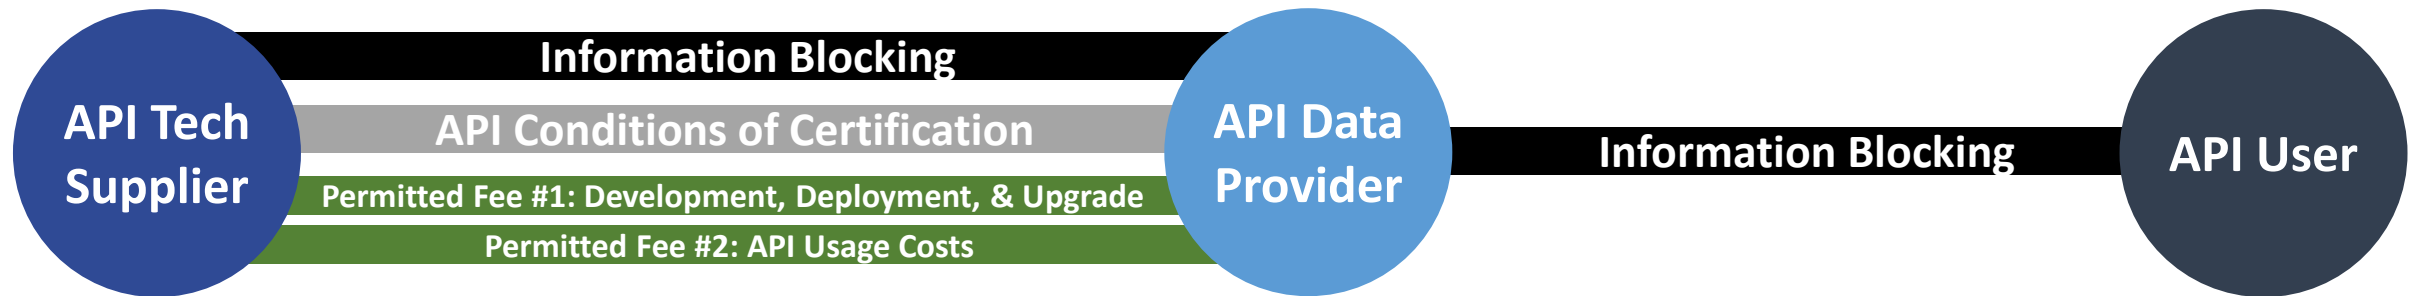 API Tech
Supplier
Information Blocking
API Conditions of Certification
Permitted Fee #1: Development, Deployment, & Upgrade
Permitted Fee #2: API Usage Costs
API Data
Provider
Information Blocking
API User